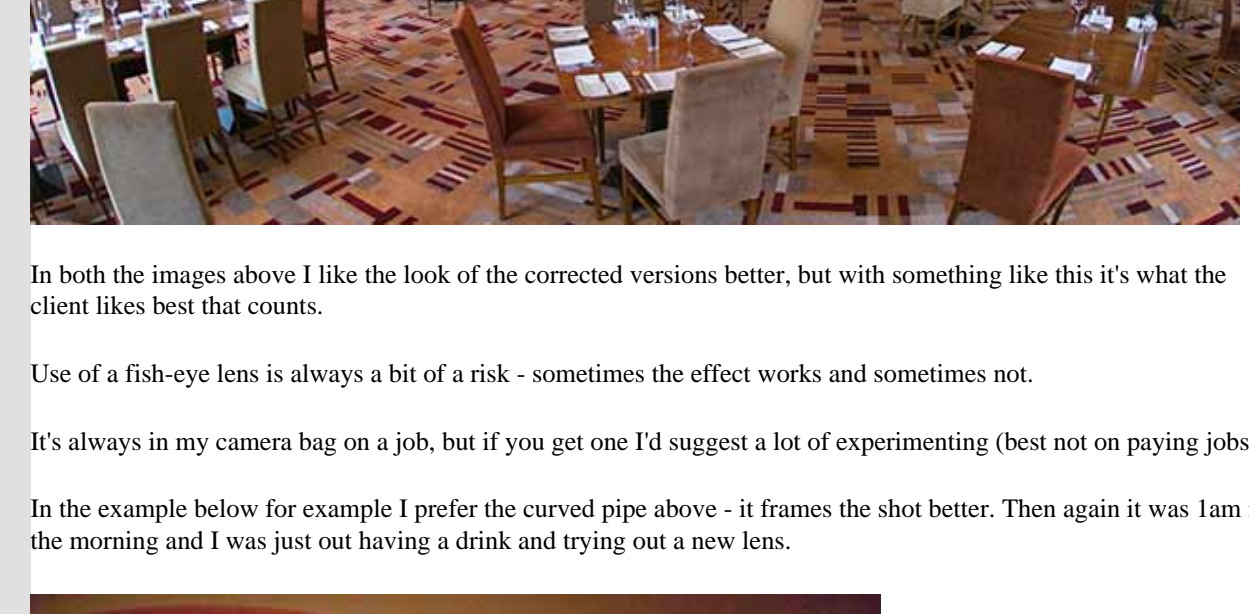 In both the images above I like the look of the corrected versions better, but with something like this it's what the
client likes best that counts.
Use of a fish-eye lens is always a bit of a risk - sometimes the effect works and sometimes not.
It's always in my camera bag on a job, but if you get one I'd suggest a lot of experimenting (best not on paying jobs
In the example below for example I prefer the curved pipe above - it frames the shot better. Then again it was 1am
the morning and I was just out having a drink and trying out a new lens.